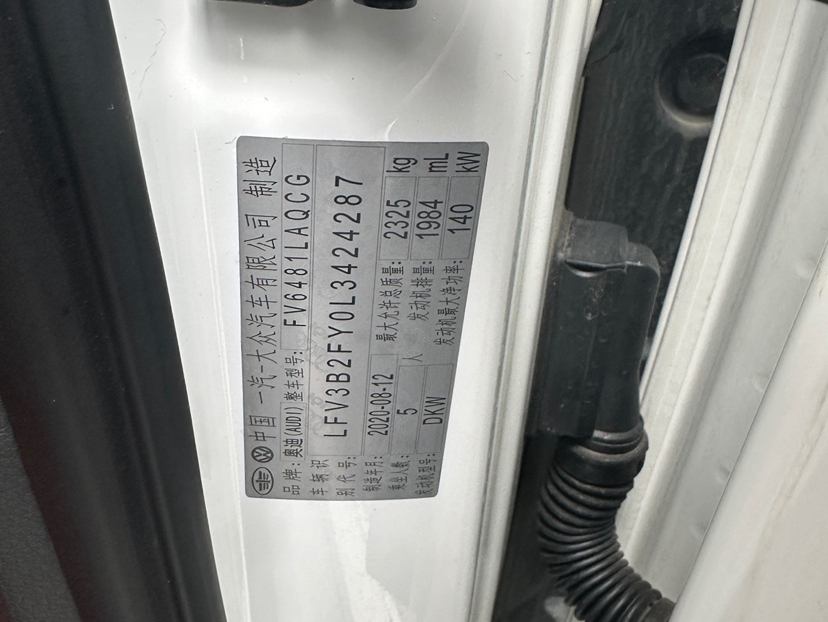 中国 一汽-大众汽车有限公司 制造
品牌:奥迪(AUDI) 整车型号: FV6481LAQCG
车辆识别代号: LFV3B2FY0L3424287
制造年月: 2020-08-12 最大允许总质量: 2325 kg
乘坐人数: 5 人 发动机排量: 1984 mL
发动机型号: DKW 发动机最大净功率: 140 kW